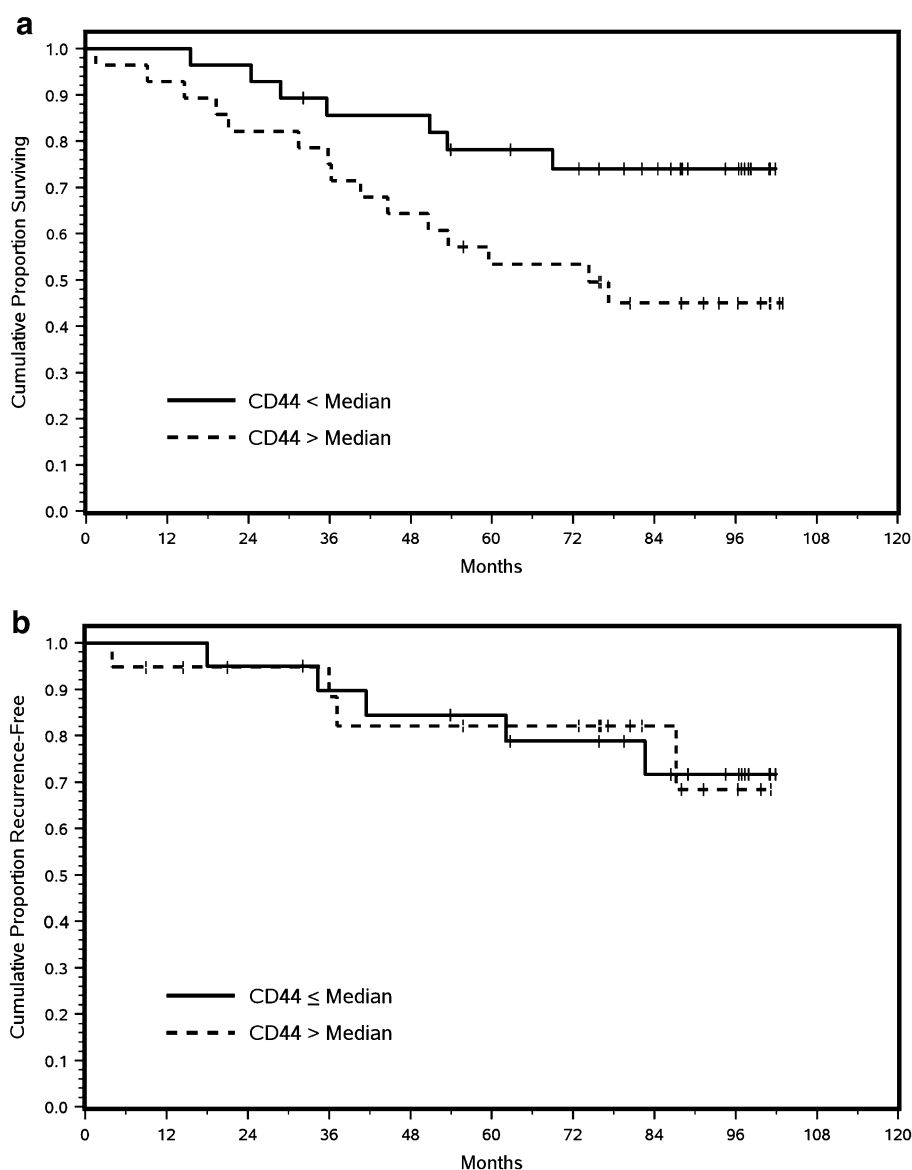 a
Cumulative Proportion Surviving
1.0
0.9
0.8
0.7
0.6
0.5
0.4
0.3
0.2
0.1
0.0
CD44 < Median
CD44 > Median
0 12 24 36 48 60 72 84 96 108 120
Months
b
Cumulative Proportion Recurrence-Free
1.0
0.9
0.8
0.7
0.6
0.5
0.4
0.3
0.2
0.1
0.0
CD44 ≤ Median
CD44 > Median
0 12 24 36 48 60 72 84 96 108 120
Months